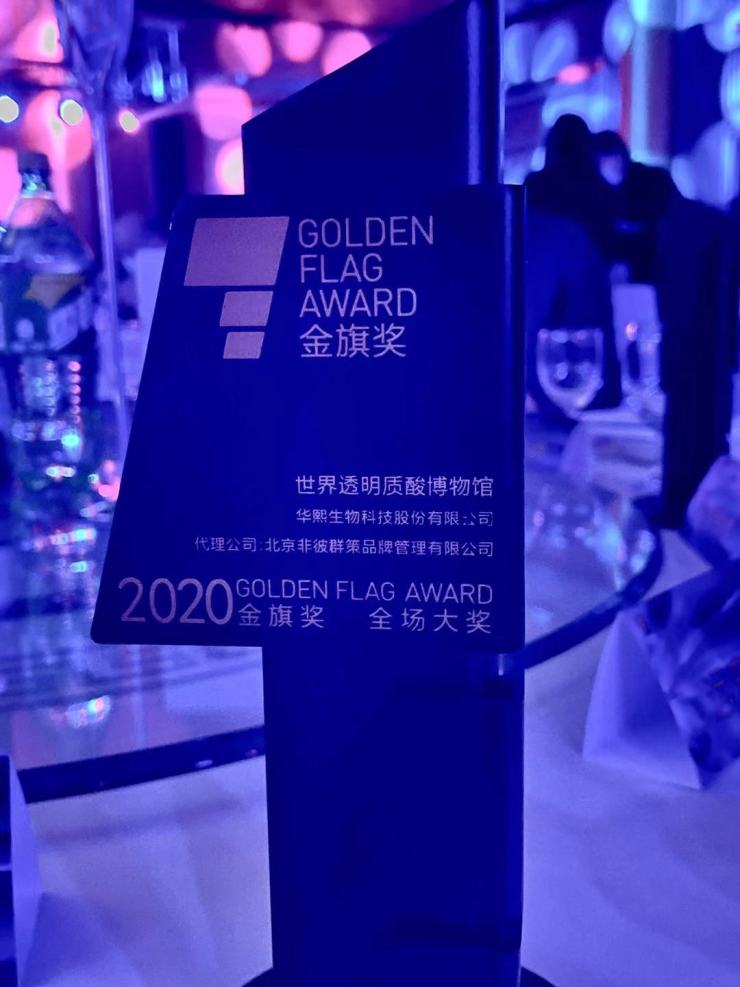 GOLDEN
FLAG
AWARD
金旗奖
世界透明质酸博物馆
华熙生物科技股份有限公司
代理公司:北京非彼群策品牌管理有限公司
2020 GOLDEN FLAG AWARD
金旗奖 全场大奖